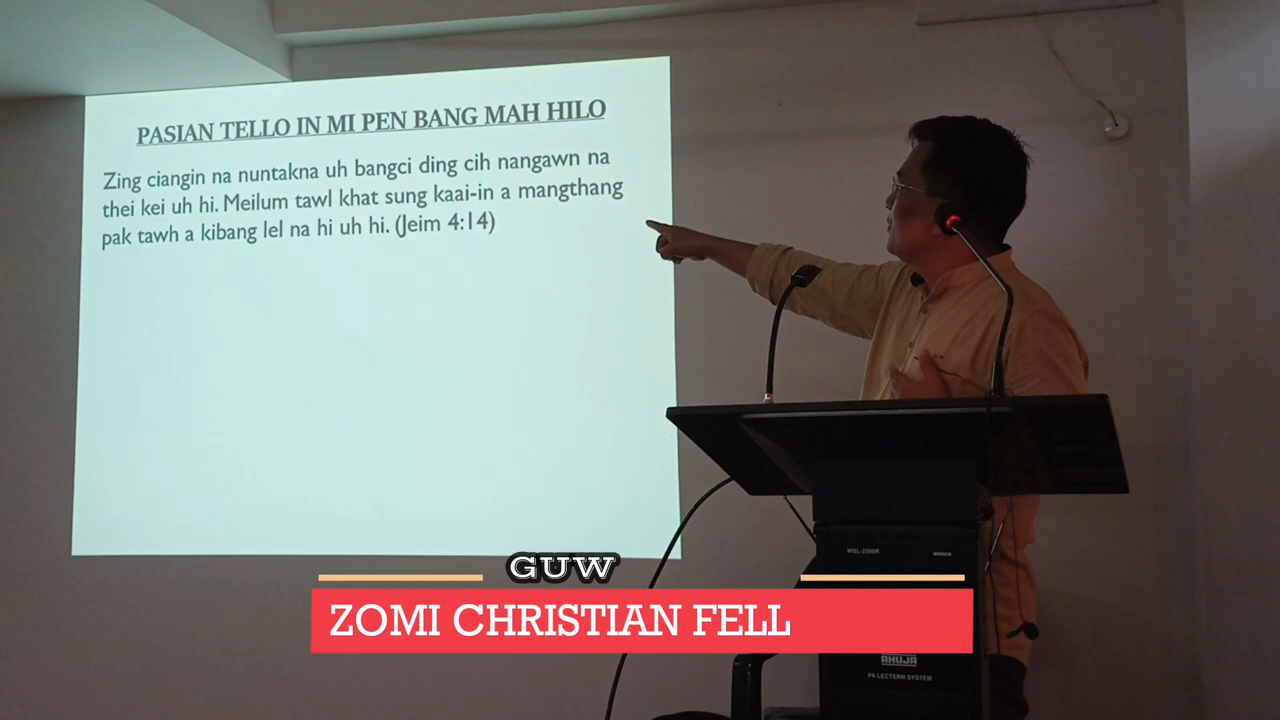 PASIAN TELLO IN MI PEN BANG MAH HILO
Zing ciangin na nuntakna uh bangci ding cih nangawn na
thei kei uh hi. Meilum tawl khat sung kaai-in a mangthang
pak tawh a kibang lel na hi uh hi. (Jeim 4:14)
GUW
ZOMI CHRISTIAN FELL
WSL-2500R
AHUJA
PA LECTERN SYSTEM